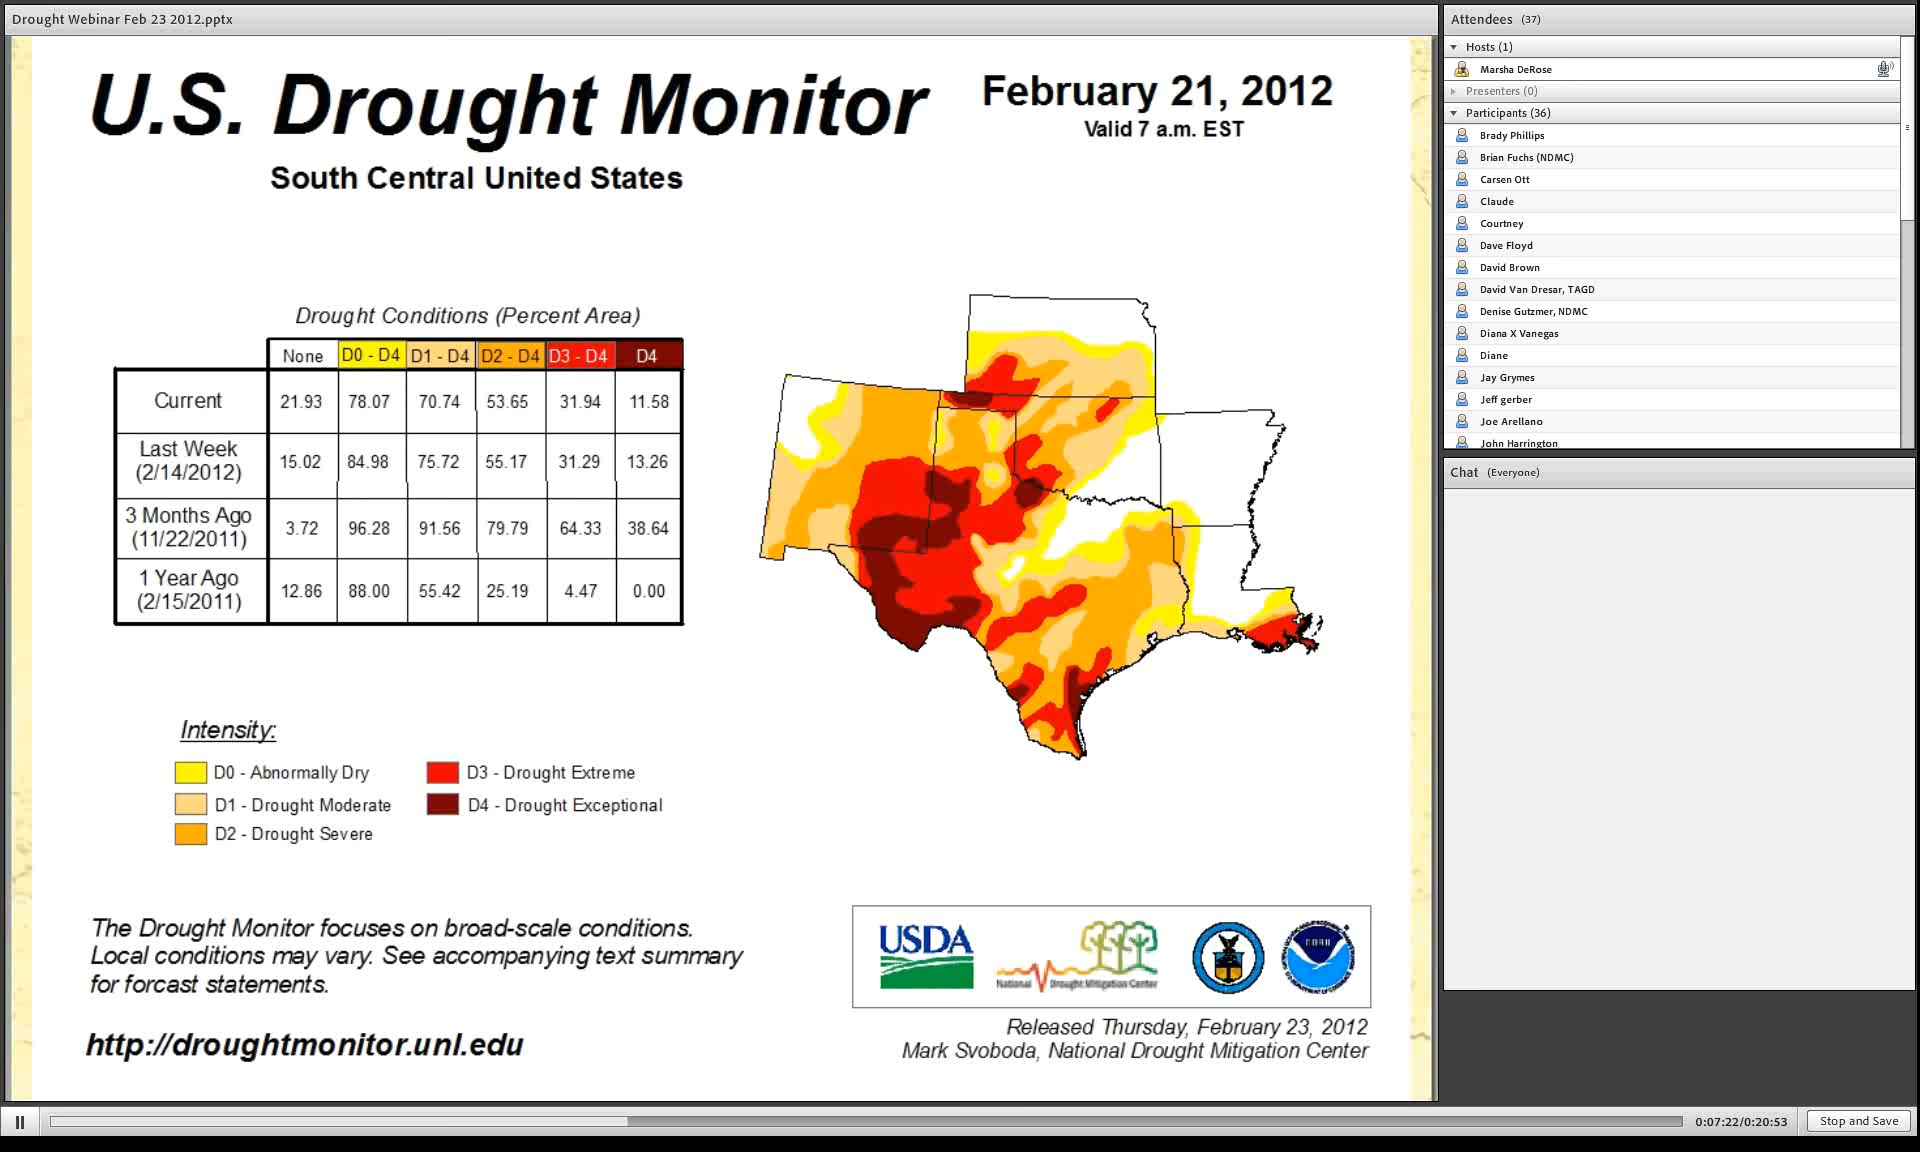 Drought Webinar Feb 23 2012.pptx
U.S. Drought Monitor
February 21, 2012
Valid 7 a.m. EST
South Central United States
Drought Conditions (Percent Area)
None D0 - D4 D1 - D4 D2 - D4 D3 - D4 D4
Current 21.93 78.07 70.74 53.65 31.94 11.58
Last Week
(2/14/2012) 15.02 84.98 75.72 55.17 31.29 13.26
3 Months Ago
(11/22/2011) 3.72 96.28 91.56 79.79 64.33 38.64
1 Year Ago
(2/15/2011) 12.86 88.00 55.42 25.19 4.47 0.00
Intensity:
D0 - Abnormally Dry
D1 - Drought Moderate
D2 - Drought Severe
D3 - Drought Extreme
D4 - Drought Exceptional
The Drought Monitor focuses on broad-scale conditions.
Local conditions may vary. See accompanying text summary
for forcast statements.
http://droughtmonitor.unl.edu
USDA
National Drought Mitigation Center
Released Thursday, February 23, 2012
Mark Svoboda, National Drought Mitigation Center
Attendees (37)
Hosts (1)
Marsha DeRose
Presenters (0)
Participants (36)
Brady Phillips
Brian Fuchs (NDMC)
Carsen Ott
Claude
Courtney
Dave Floyd
David Brown
David Van Dresar, TAGD
Denise Gutzmer, NDMC
Diana X Vanegas
Diane
Jay Grymes
Jeff gerber
Joe Arellano
John Harrington
Chat (Everyone)
0:07:22/0:20:53
Stop and Save